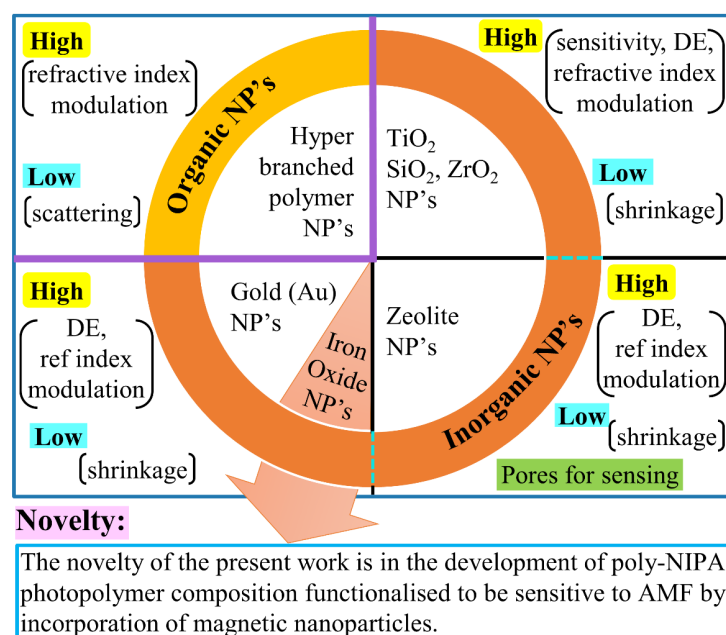 High
(refractive index
modulation)
Low
(scattering)
Organic NP's
Hyper
branched
polymer
NP's
High
(sensitivity, DE,
refractive index
modulation)
TiO₂
SiO₂, ZrO₂
NP's
Low
(shrinkage)
High
(DE,
ref index
modulation)
Low
(shrinkage)
Gold (Au)
NP's
Iron
Oxide
NP's
Zeolite
NP's
Inorganic NP's
High
(DE,
ref index
modulation)
Low
(shrinkage)
Pores for sensing
Novelty:
The novelty of the present work is in the development of poly-NIPA
photopolymer composition functionalised to be sensitive to AMF by
incorporation of magnetic nanoparticles.